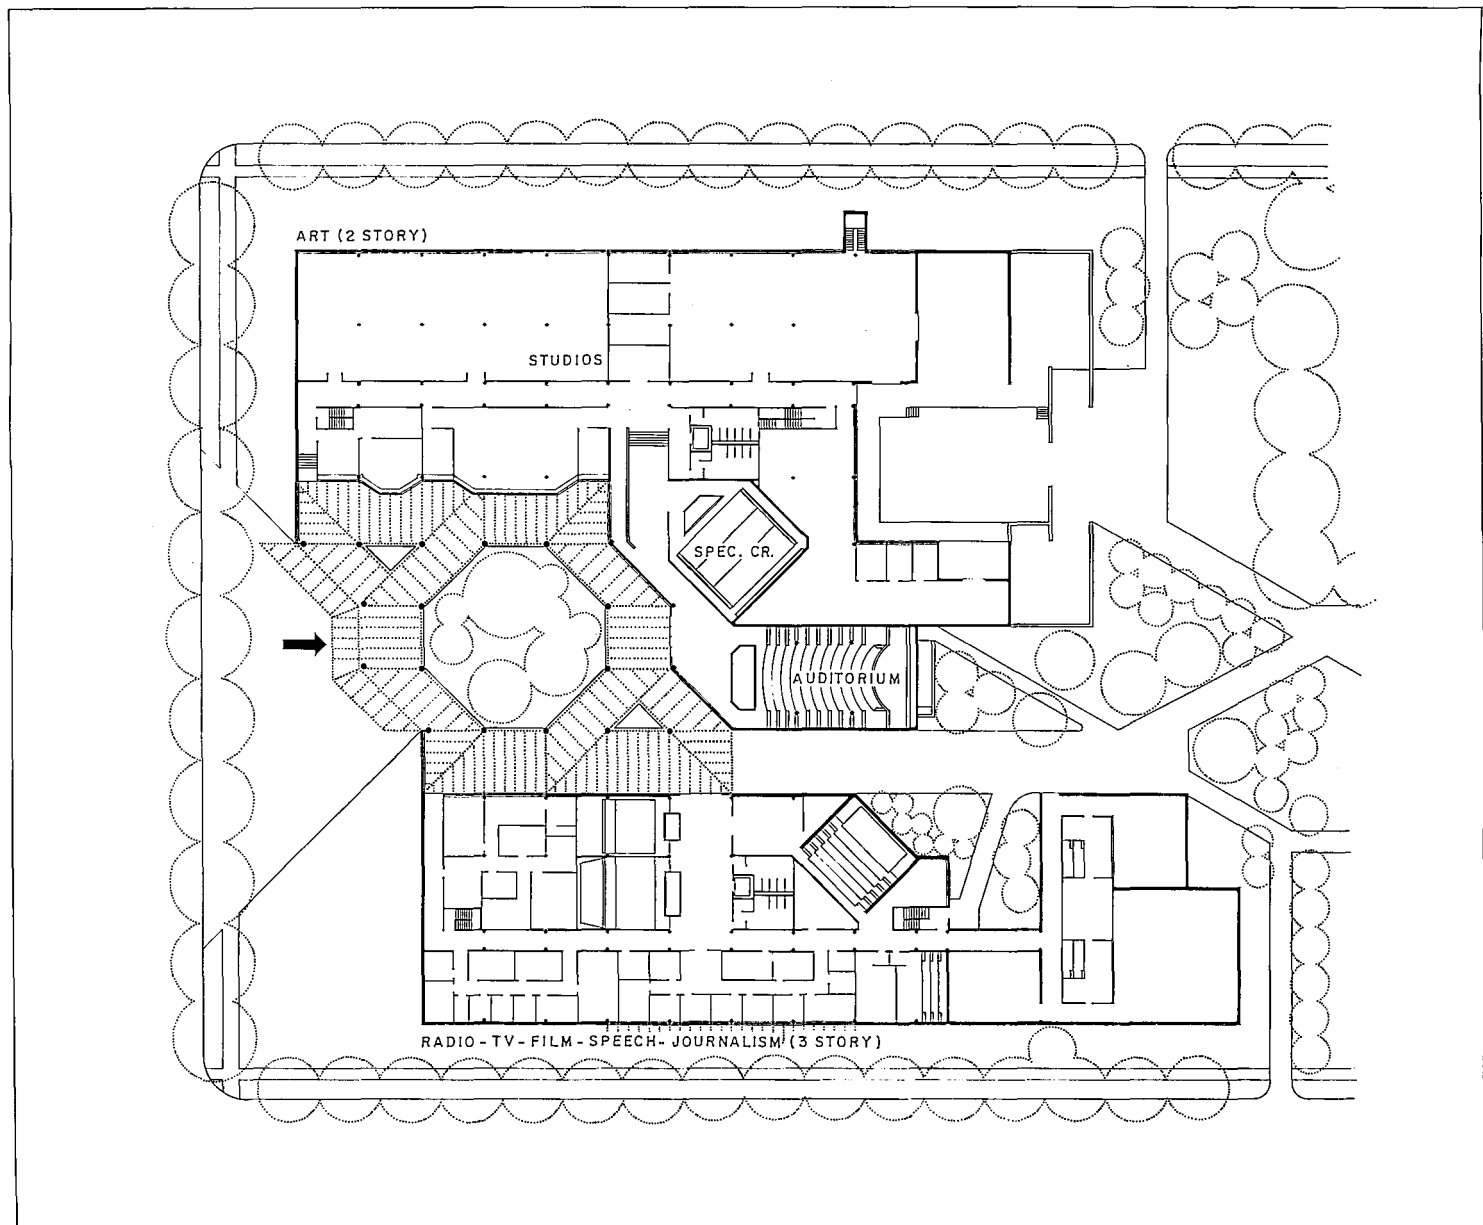 ART (2 STORY)
STUDIOS
SPEC. CR.
AUDITORIUM
RADIO-TV-FILM-SPEECH-JOURNALISM (3 STORY)